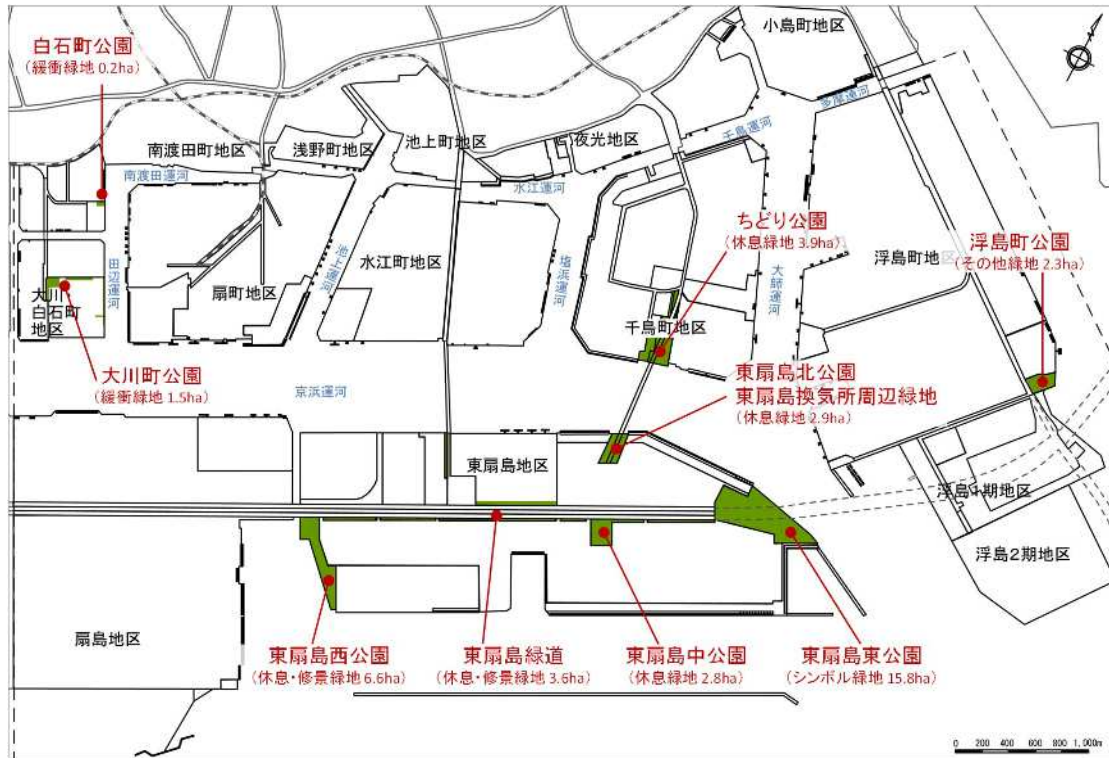 小島町地区
白石町公園
(緩衝緑地 0.2ha)
多摩運河
南渡田町地区
浅野町地区
池上町地区
夜光地区
千鳥運河
南渡田運河
水江運河
ちどり公園
(休息緑地 3.9ha)
浮島町公園
(その他緑地 2.3ha)
田辺運河
扇町地区
池上運河
水江町地区
塩浜運河
大師運河
浮島町地区
大川
白石町
地区
千鳥町地区
大川町公園
(緩衝緑地 1.5ha)
京浜運河
東扇島北公園
東扇島換気所周辺緑地
(休息緑地 2.9ha)
東扇島地区
浮島1期地区
浮島2期地区
扇島地区
東扇島西公園
(休息・修景緑地 6.6ha)
東扇島緑道
(休息・修景緑地 3.6ha)
東扇島中公園
(休息緑地 2.8ha)
東扇島東公園
(シンボル緑地 15.8ha)
0 200 400 600 800 1,000m